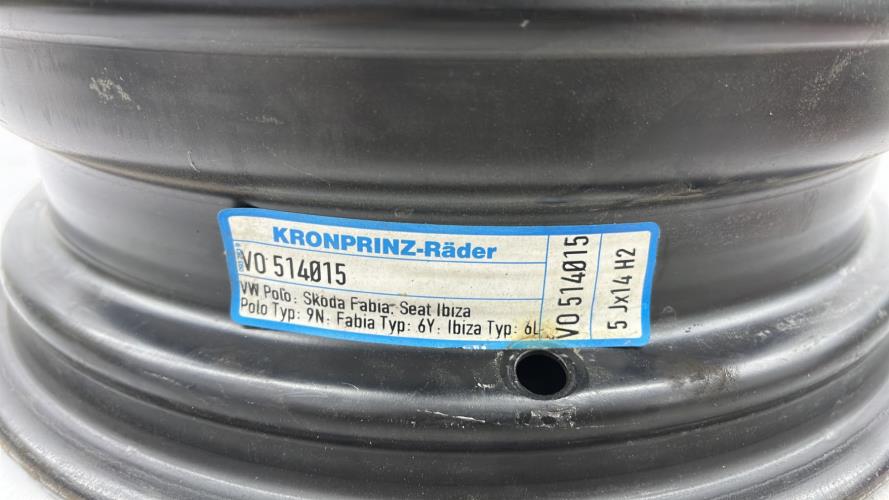 KRONPRINZ-Räder
VO 514015
VW Polo: Skoda Fabia, Seat Ibiza
Polo Typ: 9N: Fabia Typ: 6Y: Ibiza Typ: 6L
VO 514015
5 Jx14 H2